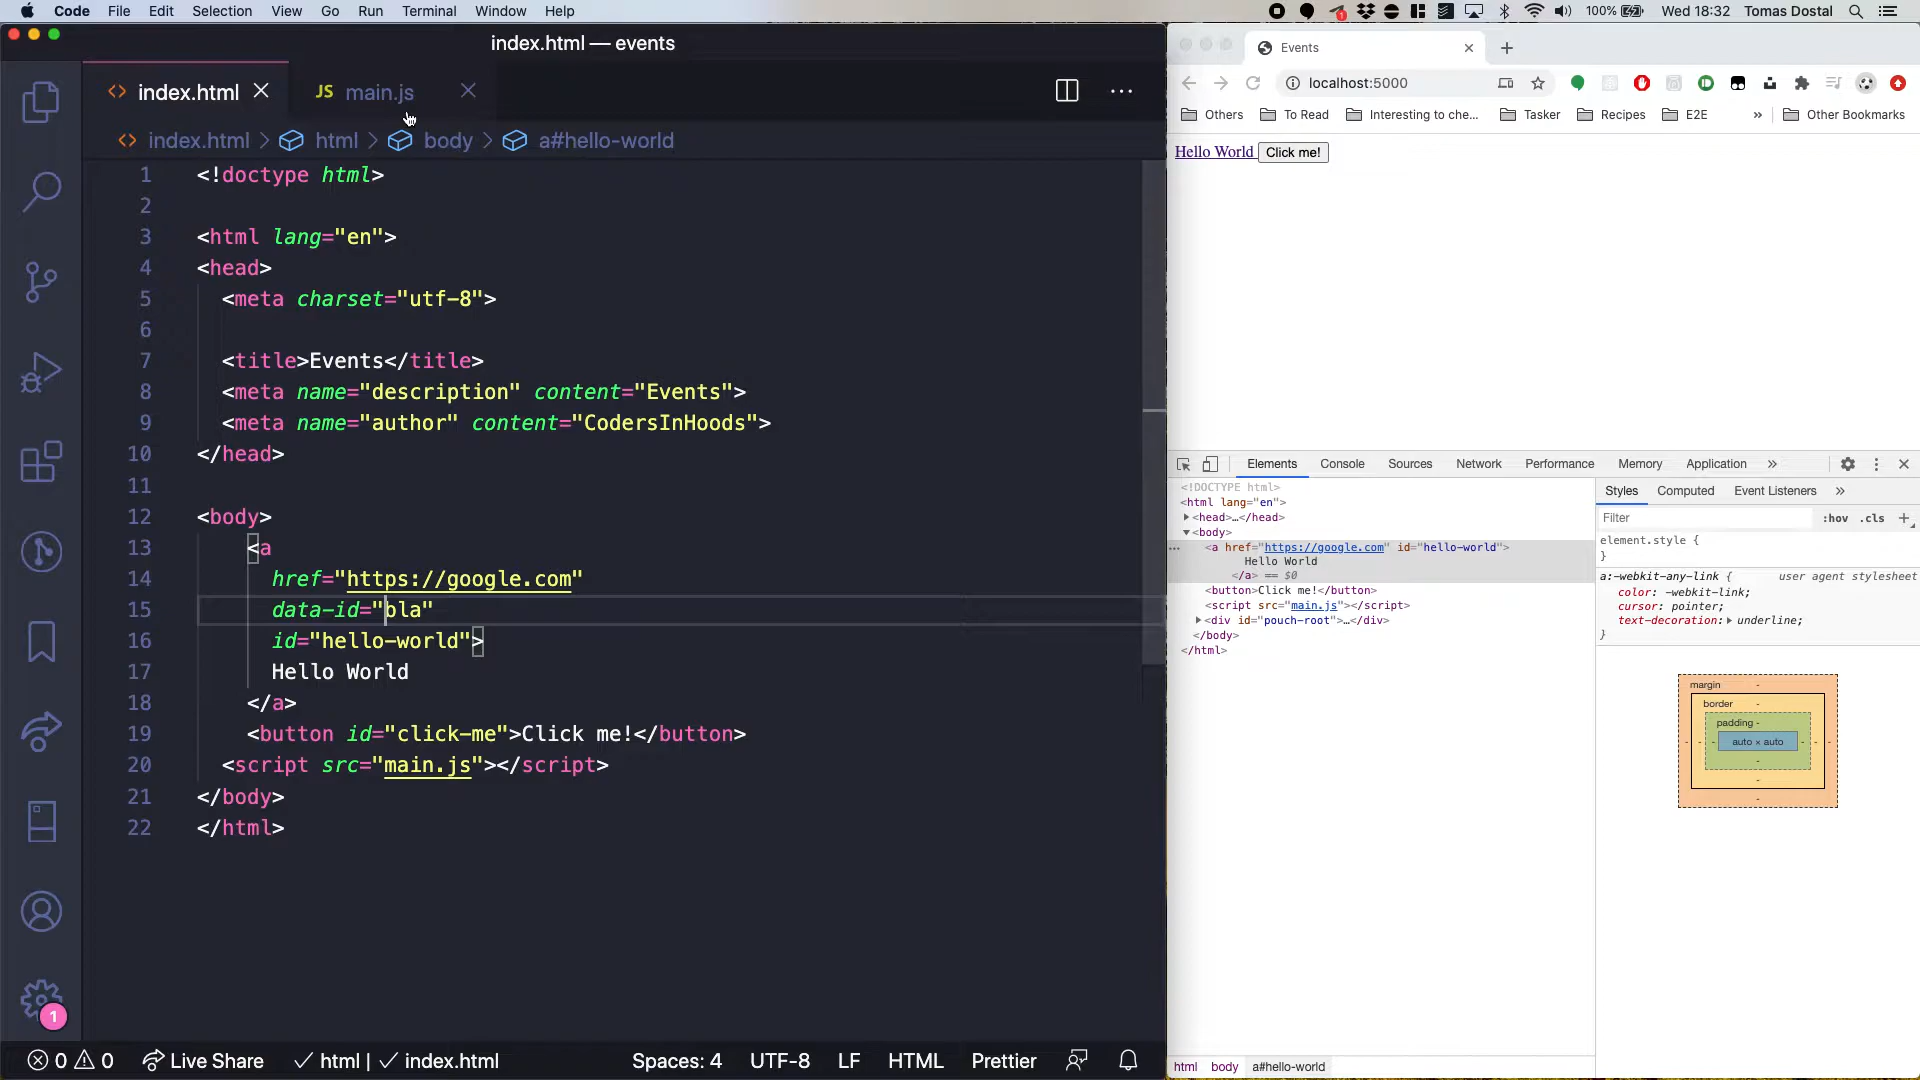 Code File Edit Selection View Go Run Terminal Window Help
1 100% Wed 18:32 Tomas Dostal
index.html — events
index.html
JS main.js
index.html > html > body > a#hello-world
1 <!doctype html>
2
3 <html lang="en">
4 <head>
5 <meta charset="utf-8">
6
7 <title>Events</title>
8 <meta name="description" content="Events">
9 <meta name="author" content="CodersInHoods">
10 </head>
11
12 <body>
13 <a
14 href="https://google.com"
15 data-id="bla"
16 id="hello-world">
17 Hello World
18 </a>
19 <button id="click-me">Click me!</button>
20 <script src="main.js"></script>
21 </body>
22 </html>
1
0 0 Live Share html | index.html Spaces: 4 UTF-8 LF HTML Prettier
Events
localhost:5000
Others To Read Interesting to che... Tasker Recipes E2E » Other Bookmarks
Hello World Click me!
Elements Console Sources Network Performance Memory Application »
<!DOCTYPE html>
<html lang="en">
<head>…</head>
<body>
… <a href="https://google.com" id="hello-world">
Hello World
</a> == $0
<button>Click me!</button>
<script src="main.js"></script>
<div id="pouch-root">…</div>
</body>
</html>
html body a#hello-world
Styles Computed Event Listeners »
Filter :hov .cls +
element.style {
}
a:-webkit-any-link { user agent stylesheet
color: -webkit-link;
cursor: pointer;
text-decoration: underline;
}
margin -
border -
padding -
- - - auto × auto - - -
-
-
-